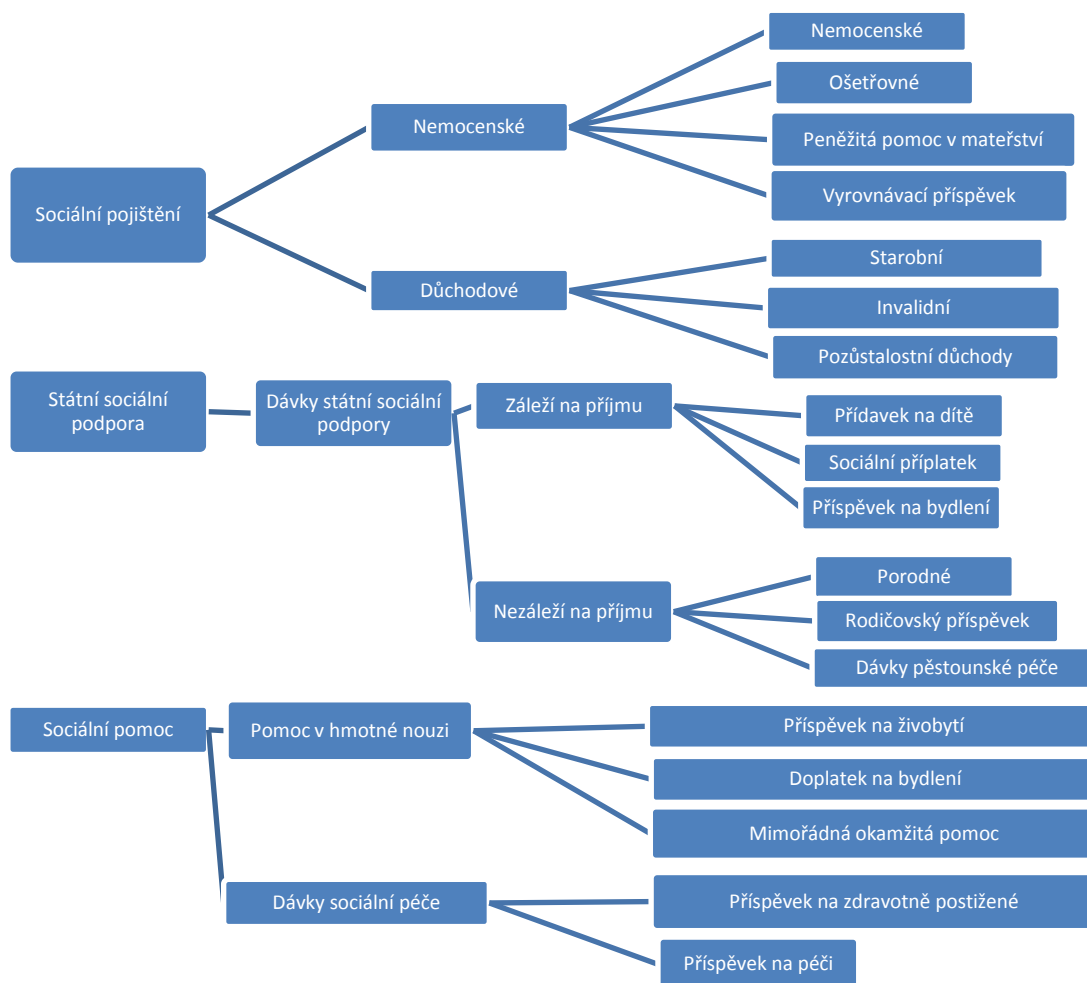 Sociální pojištění
Nemocenské
Nemocenské
Ošetřovné
Peněžitá pomoc v mateřství
Vyrovnávací příspěvek
Důchodové
Starobní
Invalidní
Pozůstalostní důchody
Státní sociální
podpora
Dávky státní sociální
podpory
Záleží na příjmu
Přídavek na dítě
Sociální příplatek
Příspěvek na bydlení
Nezáleží na příjmu
Porodné
Rodičovský příspěvek
Dávky pěstounské péče
Sociální pomoc
Pomoc v hmotné nouzi
Příspěvek na živobytí
Doplatek na bydlení
Mimořádná okamžitá pomoc
Dávky sociální péče
Příspěvek na zdravotně postižené
Příspěvek na péči